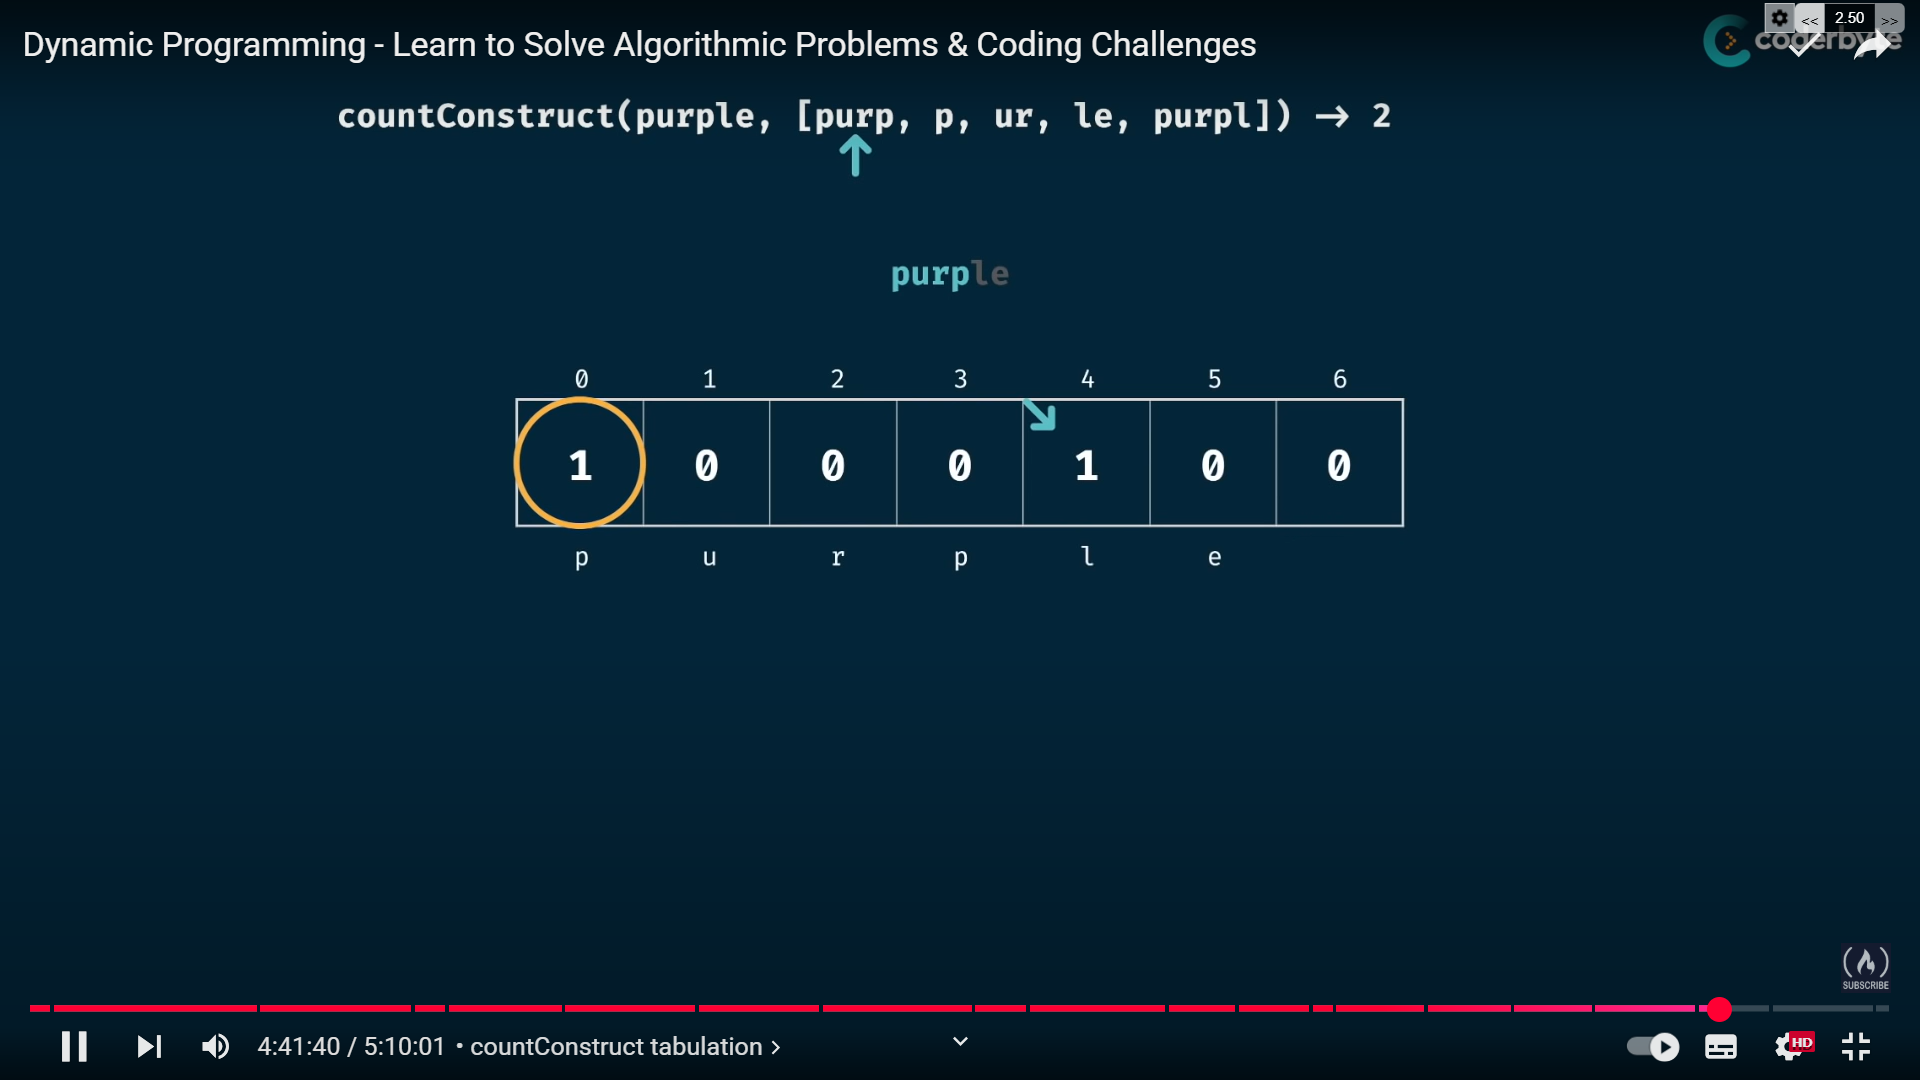 Dynamic Programming - Learn to Solve Algorithmic Problems & Coding Challenges
<< 2.50 >>
coderbyte
countConstruct(purple, [purp, p, ur, le, purpl]) → 2
purple
0 1 2 3 4 5 6
1 0 0 0 1 0 0
p u r p l e
SUBSCRIBE
4:41:40 / 5:10:01 • countConstruct tabulation >
HD